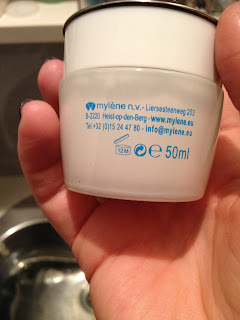 mylène n.v. - Liersesteenweg 203
B-2220 Heist-op-den-Berg - www.mylene.eu
Tel.+32 (0)15 24 47 80 - info@mylene.eu
12M e 50ml